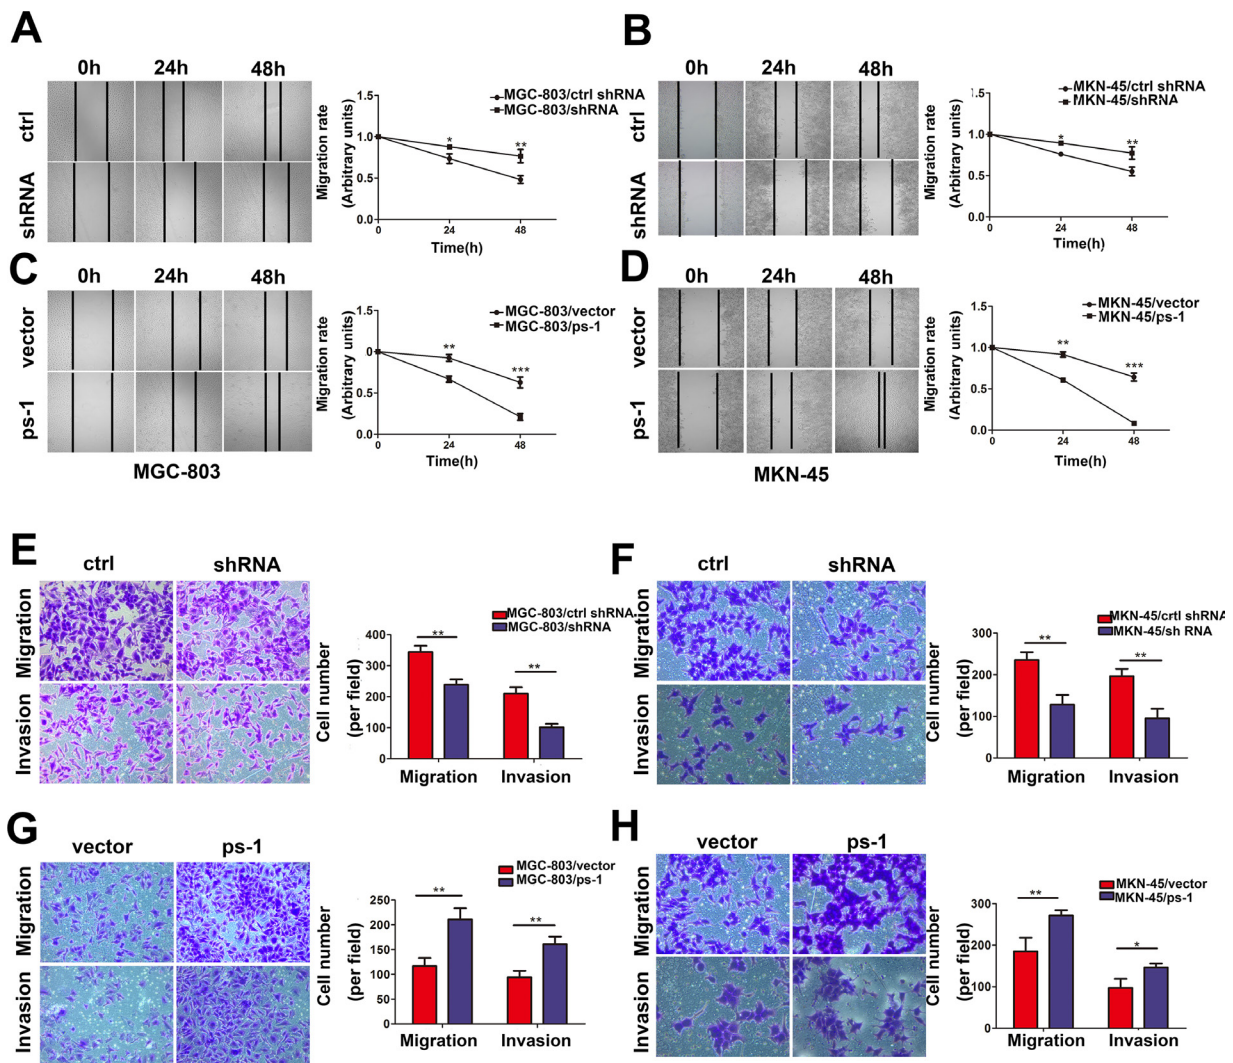 A
0h 24h 48h
ctrl
shRNA
Migration rate
(Arbitrary units)
1.5
1.0
0.5
0.0
0 24 48
Time(h)
MGC-803/ctrl shRNA
MGC-803/shRNA
* **
B
0h 24h 48h
ctrl
shRNA
Migration rate
(Arbitrary units)
1.5
1.0
0.5
0.0
0 24 48
Time(h)
MKN-45/ctrl shRNA
MKN-45/shRNA
* **
C
0h 24h 48h
vector
ps-1
MGC-803
Migration rate
(Arbitrary units)
1.5
0
0.5
0.0
0 24 48
Time(h)
MGC-803/vector
MGC-803/ps-1
** ***
D
0h 24h 48h
vector
ps-1
MKN-45
Migration rate
(Arbitrary units)
1.5
1.0
0.5
0.0
0 24 48
Time(h)
MKN-45/vector
MKN-45/ps-1
** ***
E
ctrl shRNA
Migration
Invasion
Cell number
(per field)
400
300
200
100
0
Migration Invasion
MGC-803/ctrl shRNA
MGC-803/shRNA
** **
F
ctrl shRNA
Migration
Invasion
Cell number
(per field)
300
200
100
0
Migration Invasion
MKN-45/crtl shRNA
MKN-45/sh RNA
** **
G
vector ps-1
Migration
Invasion
Cell number
(per field)
250
200
150
100
50
0
Migration Invasion
MGC-803/vector
MGC-803/ps-1
** **
H
vector ps-1
Migration
Invasion
Cell number
(per field)
300
200
100
0
Migration Invasion
MKN-45/vector
MKN-45/ps-1
** *